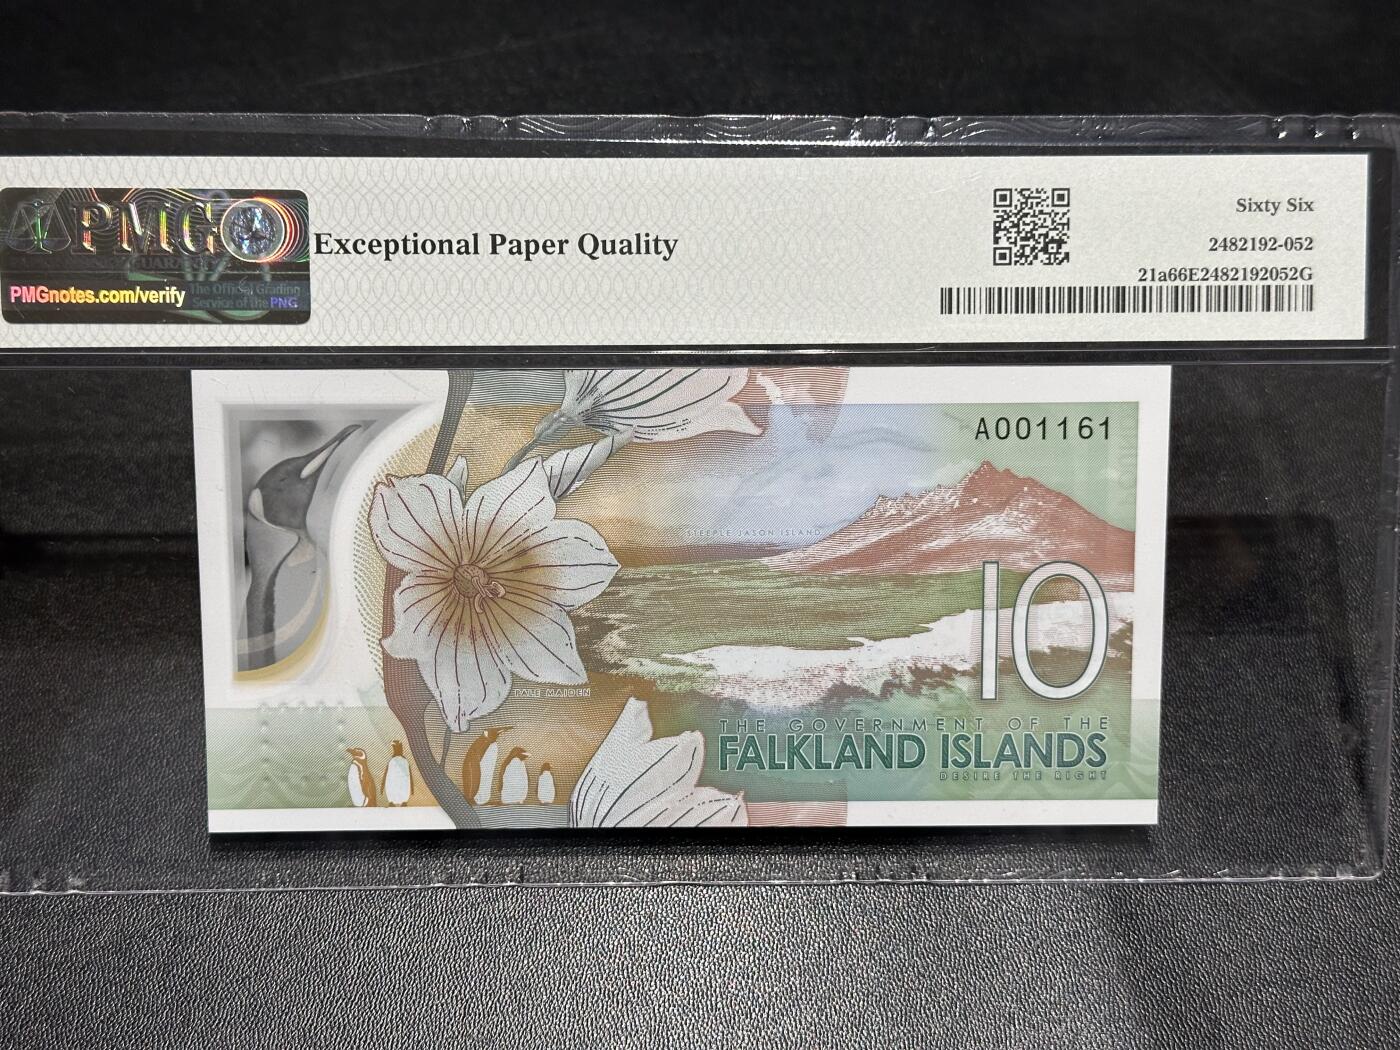 PMG
PMGnotes.com/verify
The Official Grading
Service of the PNG
Exceptional Paper Quality
Sixty Six
2482192-052
21a66E2482192052G
A001161
STEEPLE JASON ISLAND
10
PALE MAIDEN
THE GOVERNMENT OF THE
FALKLAND ISLANDS
DESIRE THE RIGHT